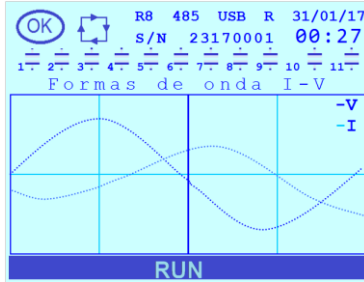 OK R8 485 USB R 31/01/17
S/N 23170001 00:27
1. 2. 3. 4. 5. 6. 7. 8. 9. 10 11.
Formas de onda I-V
-V
-I
RUN